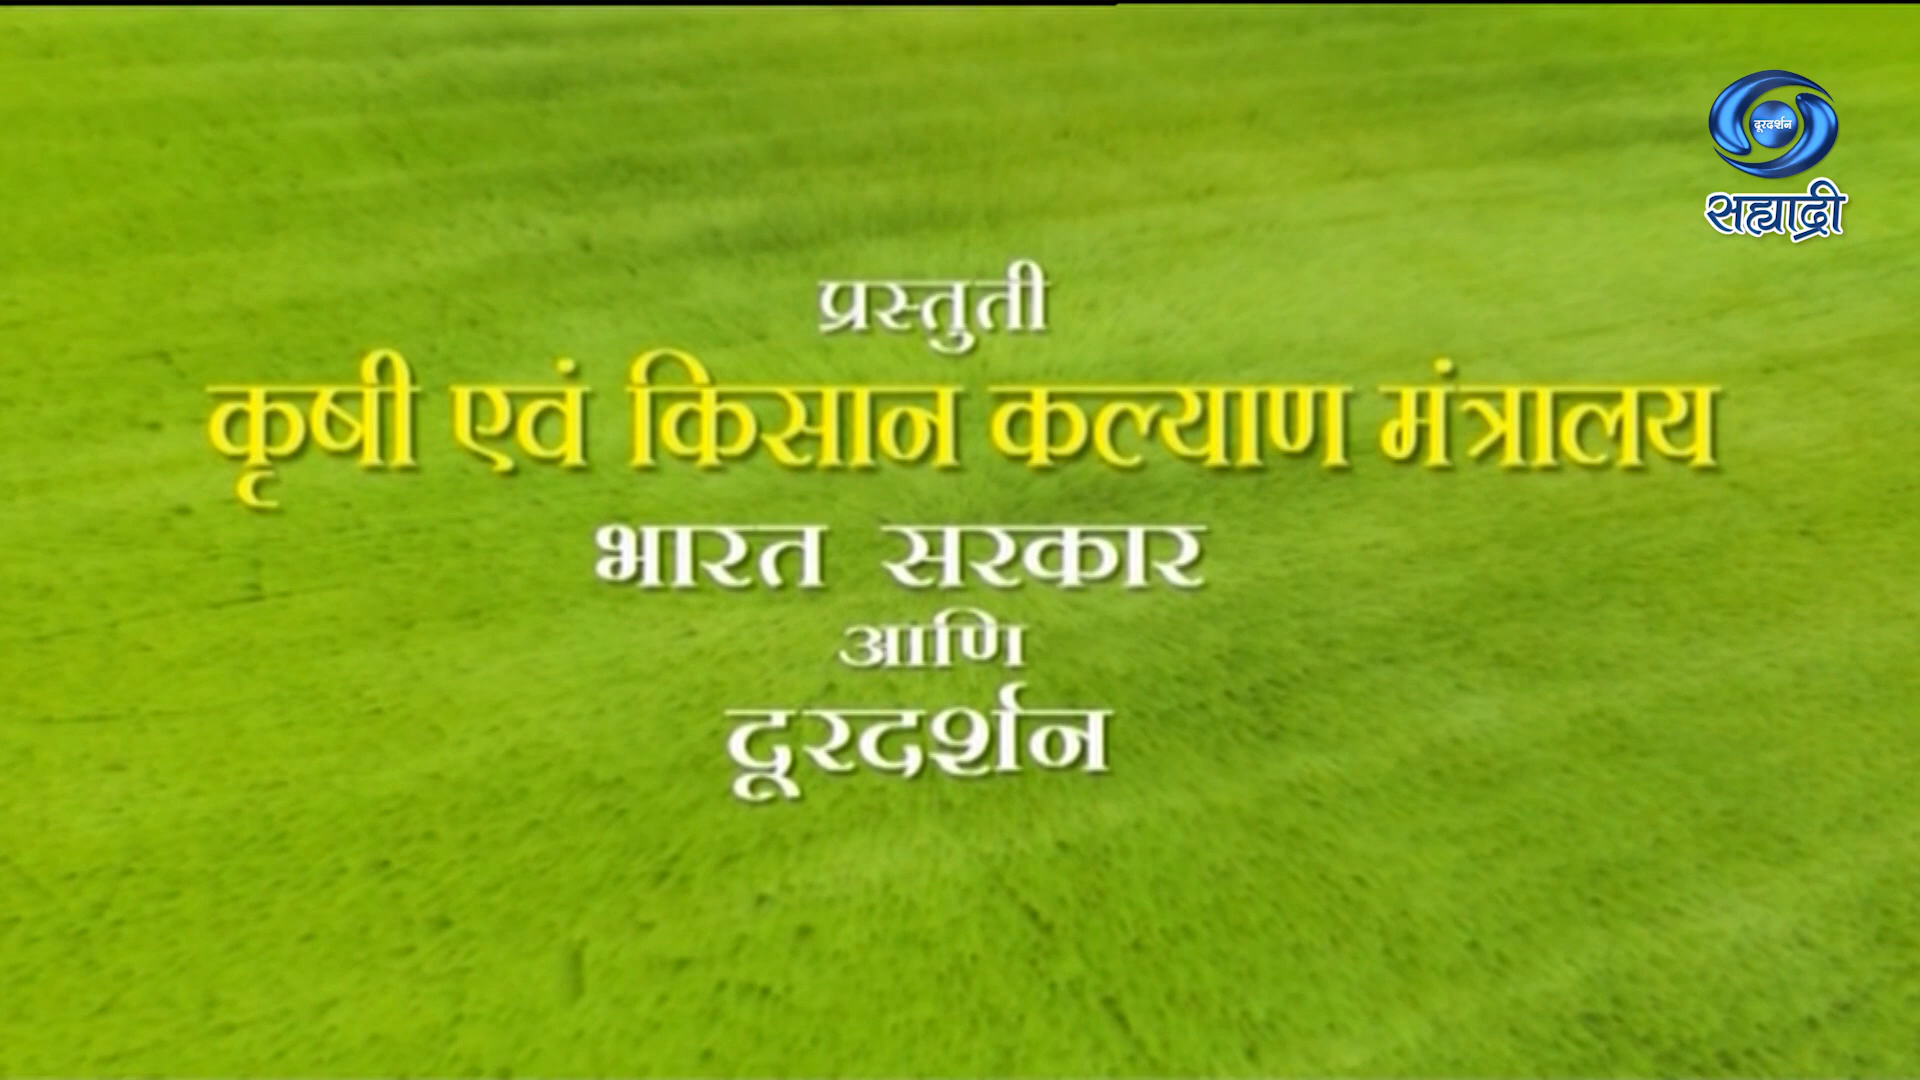 दूरदर्शन
सह्याद्री
प्रस्तुती
कृषी एवं किसान कल्याण मंत्रालय
भारत सरकार
आणि
दूरदर्शन